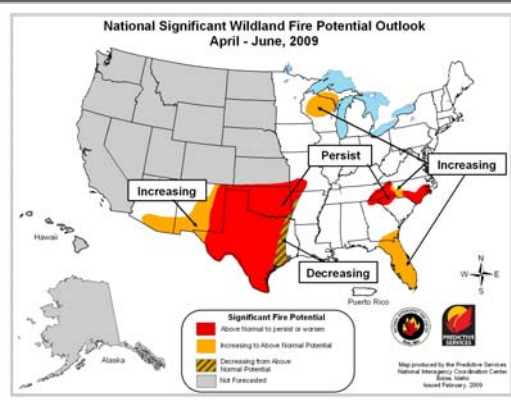 National Significant Wildland Fire Potential Outlook
April - June, 2009
Persist
Increasing
Increasing
Decreasing
Hawaii
Alaska
Puerto Rico
N
W
E
S
Significant Fire Potential
Above Normal to persist or worsen
Increasing to Above Normal Potential
Decreasing from Above
Normal Potential
Not Forecasted
PREDICTIVE
SERVICES
Map produced by the Predictive Services
National Interagency Coordination Center
Boise, Idaho
Issued February, 2009